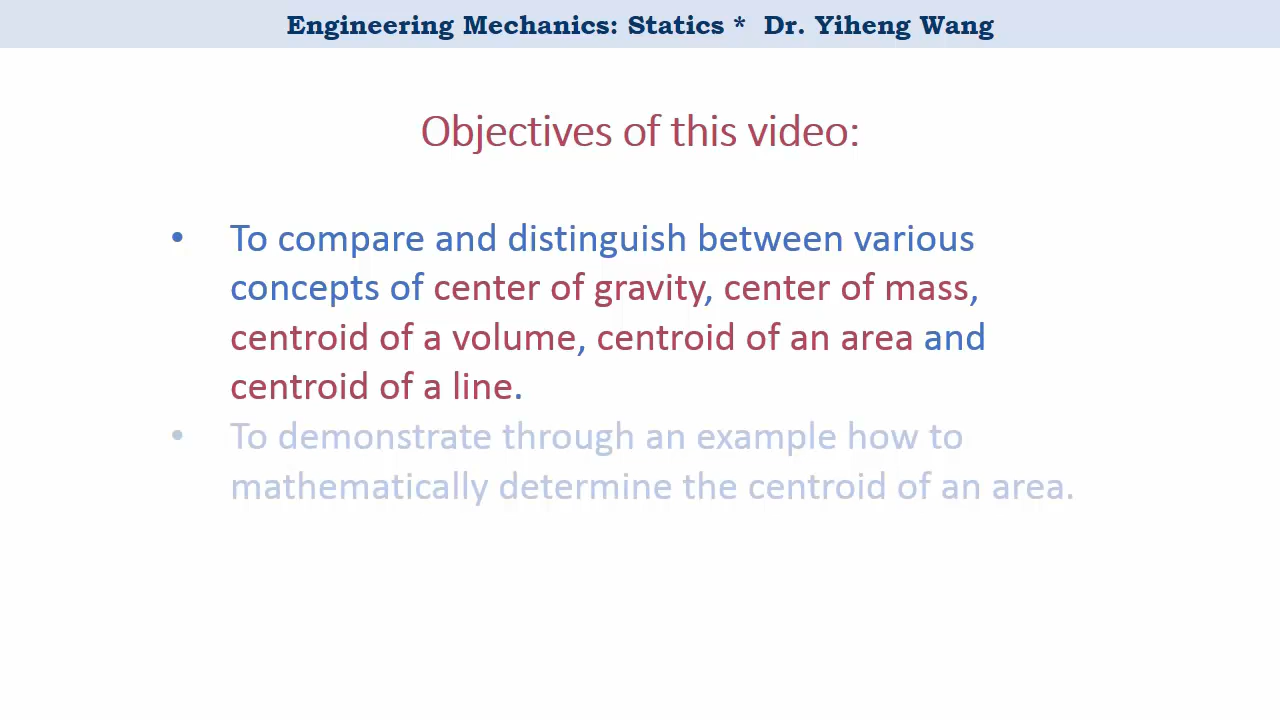 Engineering Mechanics: Statics * Dr. Yiheng Wang
Objectives of this video:
• To compare and distinguish between various
concepts of center of gravity, center of mass,
centroid of a volume, centroid of an area and
centroid of a line.
• To demonstrate through an example how to
mathematically determine the centroid of an area.